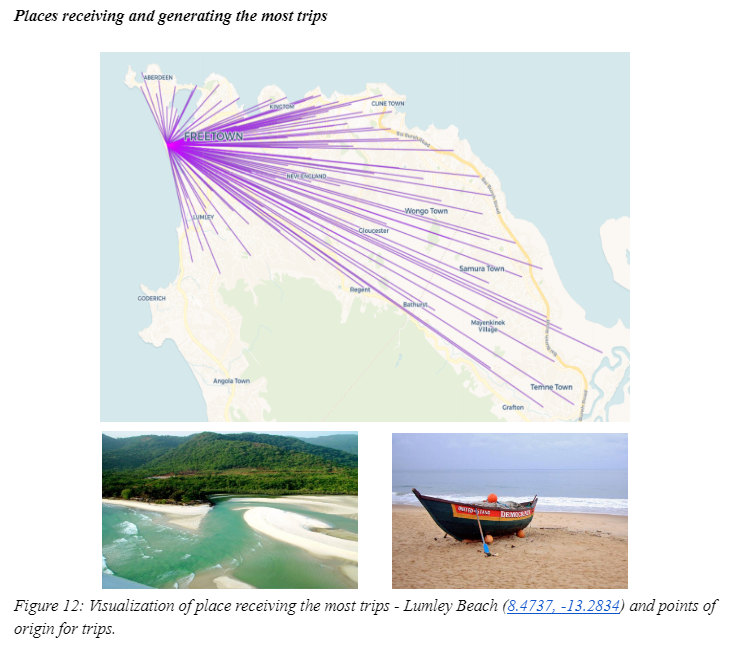 Places receiving and generating the most trips
ABERDEEN
KINGTOM
CLINE TOWN
FREETOWN
NEW ENGLAND
Wongo Town
LUMLEY
Gloucester
Samura Town
Regent
GODERICH
Bathurst
Mayenkinek
Village
Angola Town
Temne Town
Grafton
Figure 12: Visualization of place receiving the most trips - Lumley Beach (8.4737, -13.2834) and points of
origin for trips.